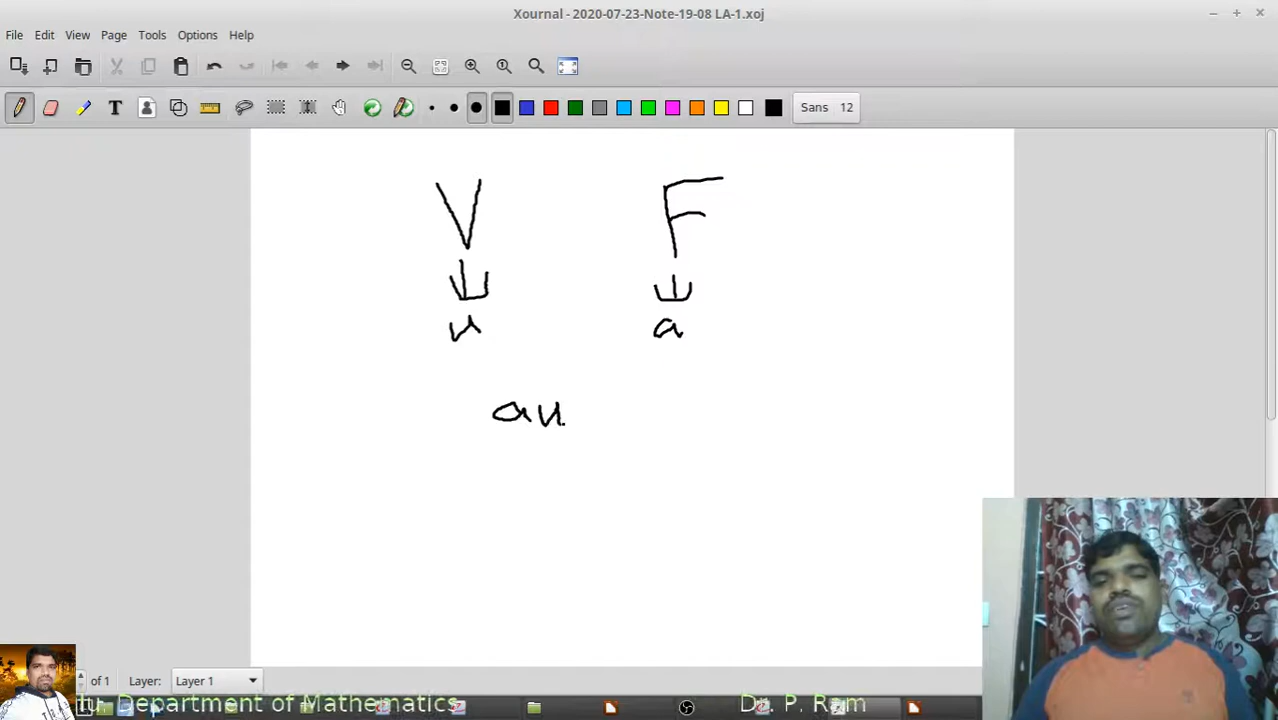 Xournal - 2020-07-23-Note-19-08 LA-1.xoj
File Edit View Page Tools Options Help
Sans 12
V F
u a
au
of 1 Layer: Layer 1
Department of Mathematics Dr. P. Ram